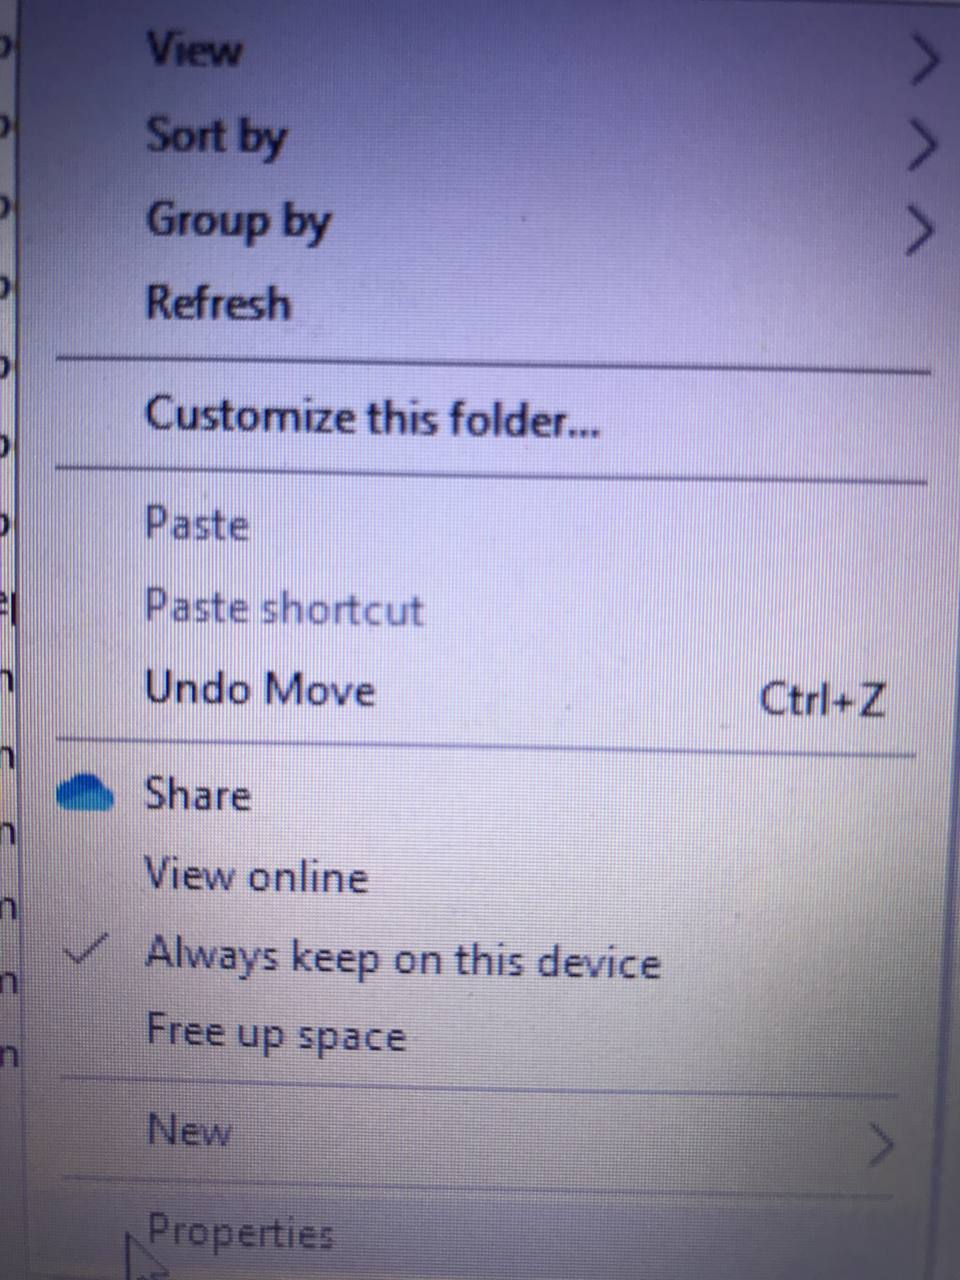 View
Sort by
Group by
Refresh
Customize this folder...
Paste
Paste shortcut
Undo Move Ctrl+Z
Share
View online
Always keep on this device
Free up space
New
Properties